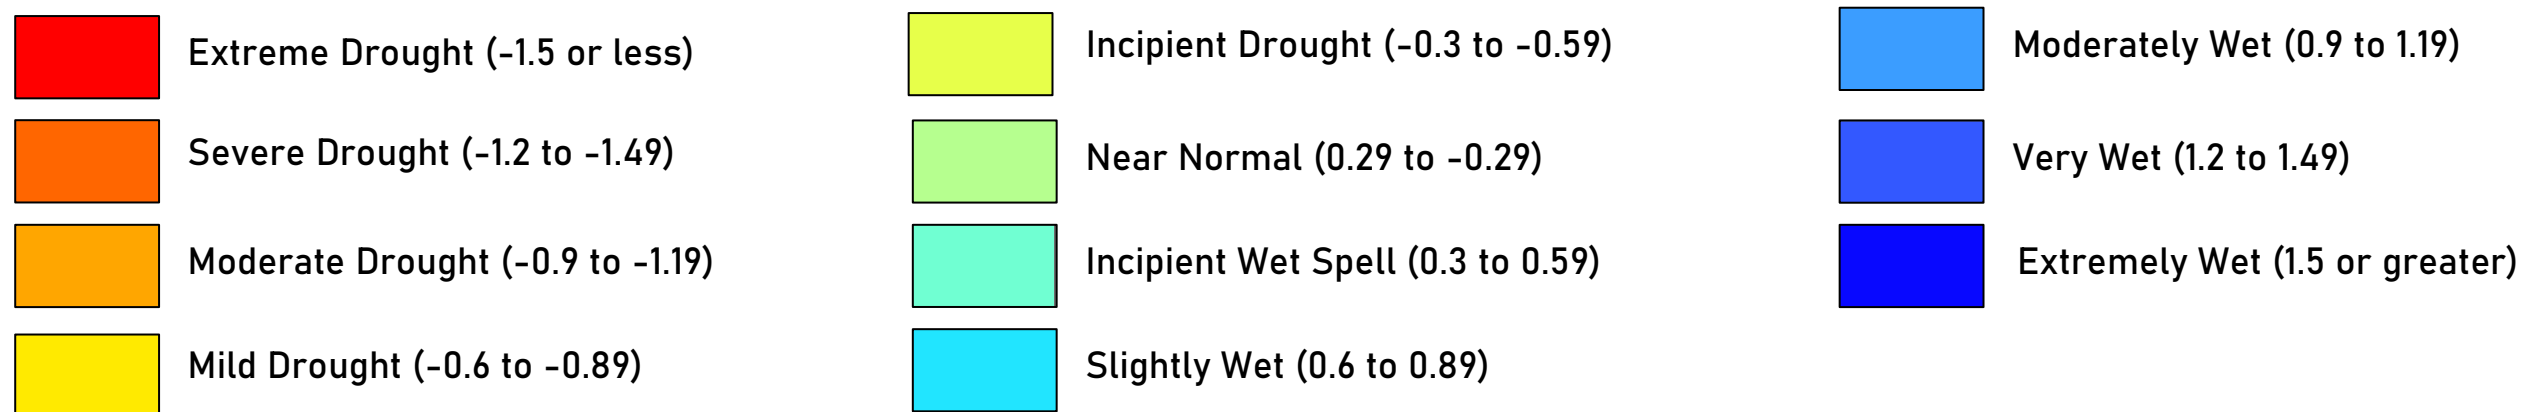 Extreme Drought (-1.5 or less)
Severe Drought (-1.2 to -1.49)
Moderate Drought (-0.9 to -1.19)
Mild Drought (-0.6 to -0.89)
Incipient Drought (-0.3 to -0.59)
Near Normal (0.29 to -0.29)
Incipient Wet Spell (0.3 to 0.59)
Slightly Wet (0.6 to 0.89)
Moderately Wet (0.9 to 1.19)
Very Wet (1.2 to 1.49)
Extremely Wet (1.5 or greater)